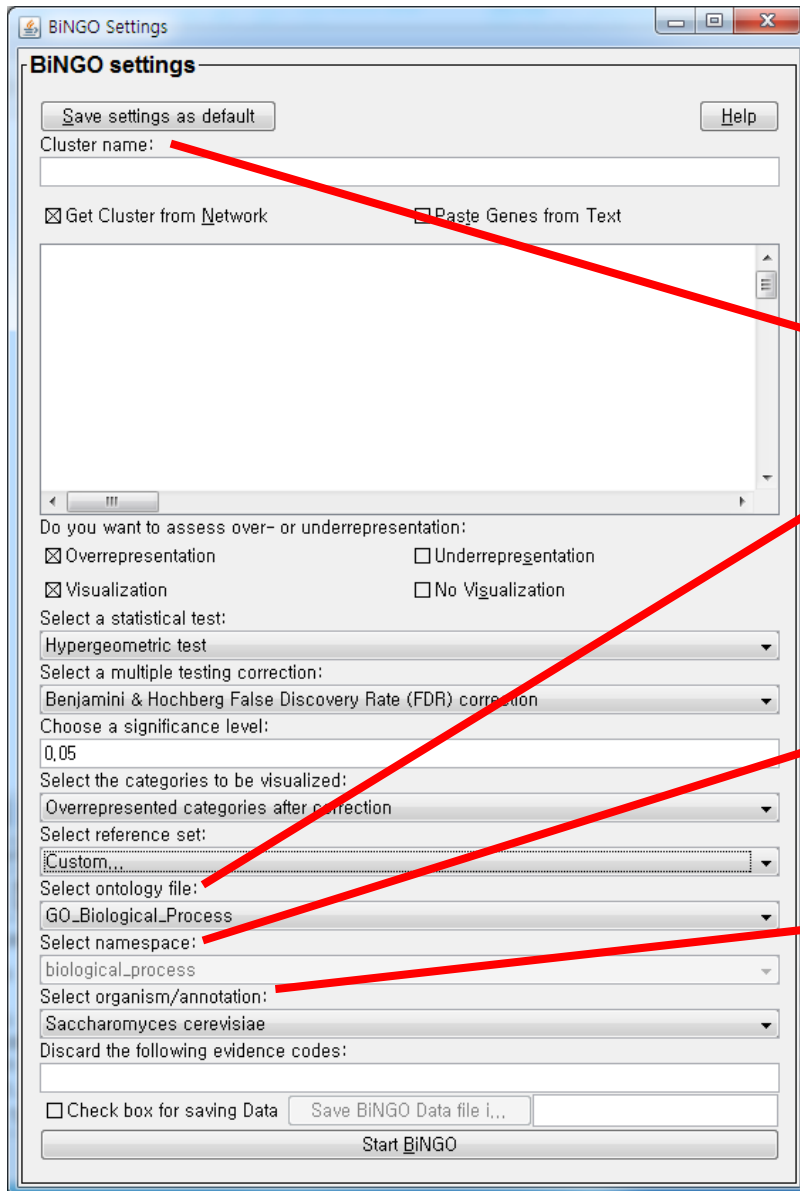 BiNGO Settings
BiNGO settings
Save settings as default Help
Cluster name:
Get Cluster from Network Paste Genes from Text
Do you want to assess over- or underrepresentation:
Overrepresentation Underrepresentation
Visualization No Visualization
Select a statistical test:
Hypergeometric test
Select a multiple testing correction:
Benjamini & Hochberg False Discovery Rate (FDR) correction
Choose a significance level:
0,05
Select the categories to be visualized:
Overrepresented categories after correction
Select reference set:
Custom,,,
Select ontology file:
GO_Biological_Process
Select namespace:
biological_process
Select organism/annotation:
Saccharomyces cerevisiae
Discard the following evidence codes:
Check box for saving Data Save BiNGO Data file i,,,
Start BiNGO